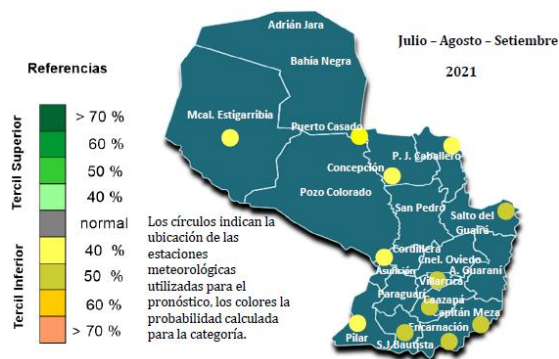 Adrián Jara
Julio – Agosto – Setiembre
2021
Bahía Negra
Referencias
Mcal. Estigarribia
Puerto Casado
P. J. Caballero
Concepción
Pozo Colorado
San Pedro
Salto del
Guairá
Cordillera
Cnel. Oviedo
Asunción
A. Guaraní
Villarrica
Paraguarí
Caazapá
Capitán Meza
Encarnación
Pilar
S.J.Bautista
Tercil Superior
> 70 %
60 %
50 %
40 %
normal
Tercil Inferior
40 %
50 %
60 %
> 70 %
Los círculos indican la
ubicación de las
estaciones
meteorológicas
utilizadas para el
pronóstico, los colores la
probabilidad calculada
para la categoría.